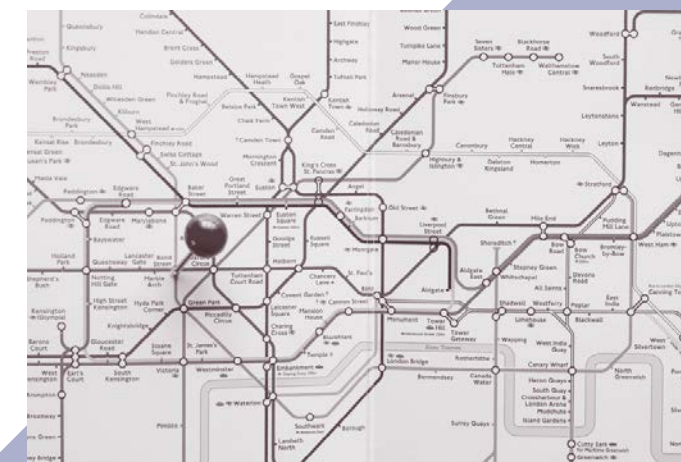 Colindale
Queensbury
Hendon Central
East Finchley
Wood Green
Woodford
Kingsbury
Brent Cross
Highgate
Turnpike Lane
Seven
Sisters
Blackhorse
Road
South
Woodford
Golders Green
Archway
Manor House
Wembley
Park
Neasden
Hampstead
Hampstead
Heath
Gospel
Oak
Tufnell Park
Tottenham
Hale
Walthamstow
Central
Dollis Hill
Snaresbrook
Redbridge
Willesden Green
Finchley Road
& Frognal
Belsize Park
Kentish
Town West
Kentish
Town
Arsenal
Finsbury
Park
Wanstead
Kilburn
Holloway Road
Leytonstone
Brondesbury
Park
West
Hampstead
Chalk Farm
Camden
Road
Caledonian
Road
Caledonian
Road &
Barnsbury
Hackney
Central
Hackney
Wick
Leyton
Kensal Rise
Brondesbury
Finchley Road
Camden Town
Canonbury
Swiss Cottage
Mornington
Crescent
Highbury &
Islington
Dalston
Kingsland
Homerton
St. John's Wood
King's Cross
St. Pancras
Maida Vale
Stratford
Paddington
Edgware
Road
Baker
Street
Great
Portland
Street
Euston
Angel
Old Street
Farringdon
Barbican
Bethnal
Green
Mile End
Pudding
Mill Lane
Paddington
Edgware
Road
Marylebone
Warren Street
Euston
Square
Liverpool
Street
Shoreditch
Bow
Road
Bow
Church
Bromley-
by-Bow
West Ham
Bayswater
Goodge
Street
Russell
Square
Moorgate
Holland
Park
Queensway
Lancaster
Gate
Bond
Street
Holborn
Stepney Green
Devons
Road
Notting
Hill Gate
Marble
Arch
Circus
Tottenham
Court Road
Chancery
Lane
St. Paul's
Aldgate
East
Whitechapel
All Saints
High Street
Kensington
Hyde Park
Corner
Green Park
Covent Garden
Bank
Aldgate
Cannon Street
Leicester
Square
Mansion
House
Shadwell
Westferry
Poplar
East
India
Kensington
(Olympia)
Knightsbridge
Piccadilly
Circus
Charing
Cross
Blackfriars
Monument
Tower
Hill
Tower
Gateway
Limehouse
Blackwall
Barons
Court
Gloucester
Road
Sloane
Square
St. James's
Park
Temple
Wapping
West India
Quay
West
Silvertown
London Bridge
Rotherhithe
West
Kensington
Earl's
Court
South
Kensington
Victoria
Westminster
Embankment
Bermondsey
Canada
Water
Canary Wharf
North
Greenwich
Heron Quays
South Quay
Crossharbour &
London Arena
Mudchute
Island Gardens
Waterloo
Pimlico
Southwark
Borough
Surrey Quays
Lambeth
North
Cutty Sark
for Maritime Greenwich
Greenwich